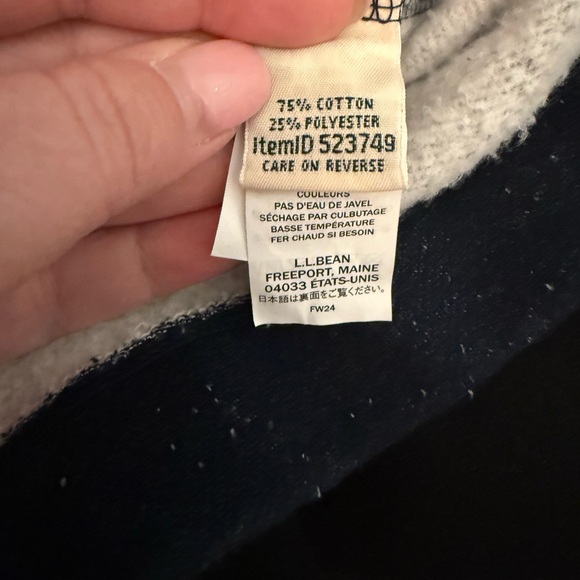 75% COTTON
25% POLYESTER
ItemID 523749
CARE ON REVERSE
COULEURS
PAS D'EAU DE JAVEL
SÉCHAGE PAR CULBUTAGE
BASSE TEMPÉRATURE
FER CHAUD SI BESOIN
L.L.BEAN
FREEPORT, MAINE
04033 ÉTATS-UNIS
日本語は裏面をご覧ください。
FW24